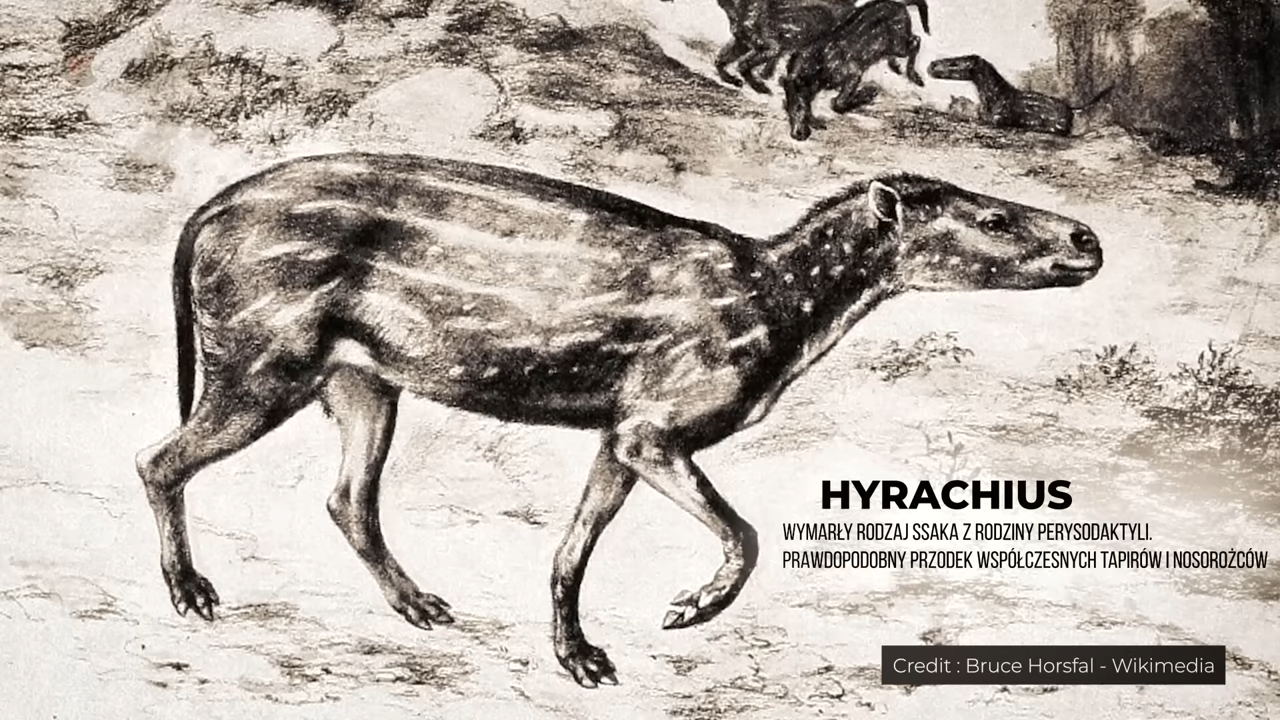 HYRACHIUS
WYMARŁY RODZAJ SSAKA Z RODZINY PERYSODAKTYLI.
PRAWDOPODOBNY PRZODEK WSPÓŁCZESNYCH TAPIRÓW I NOSOROŻCÓW
Credit : Bruce Horsfal - Wikimedia